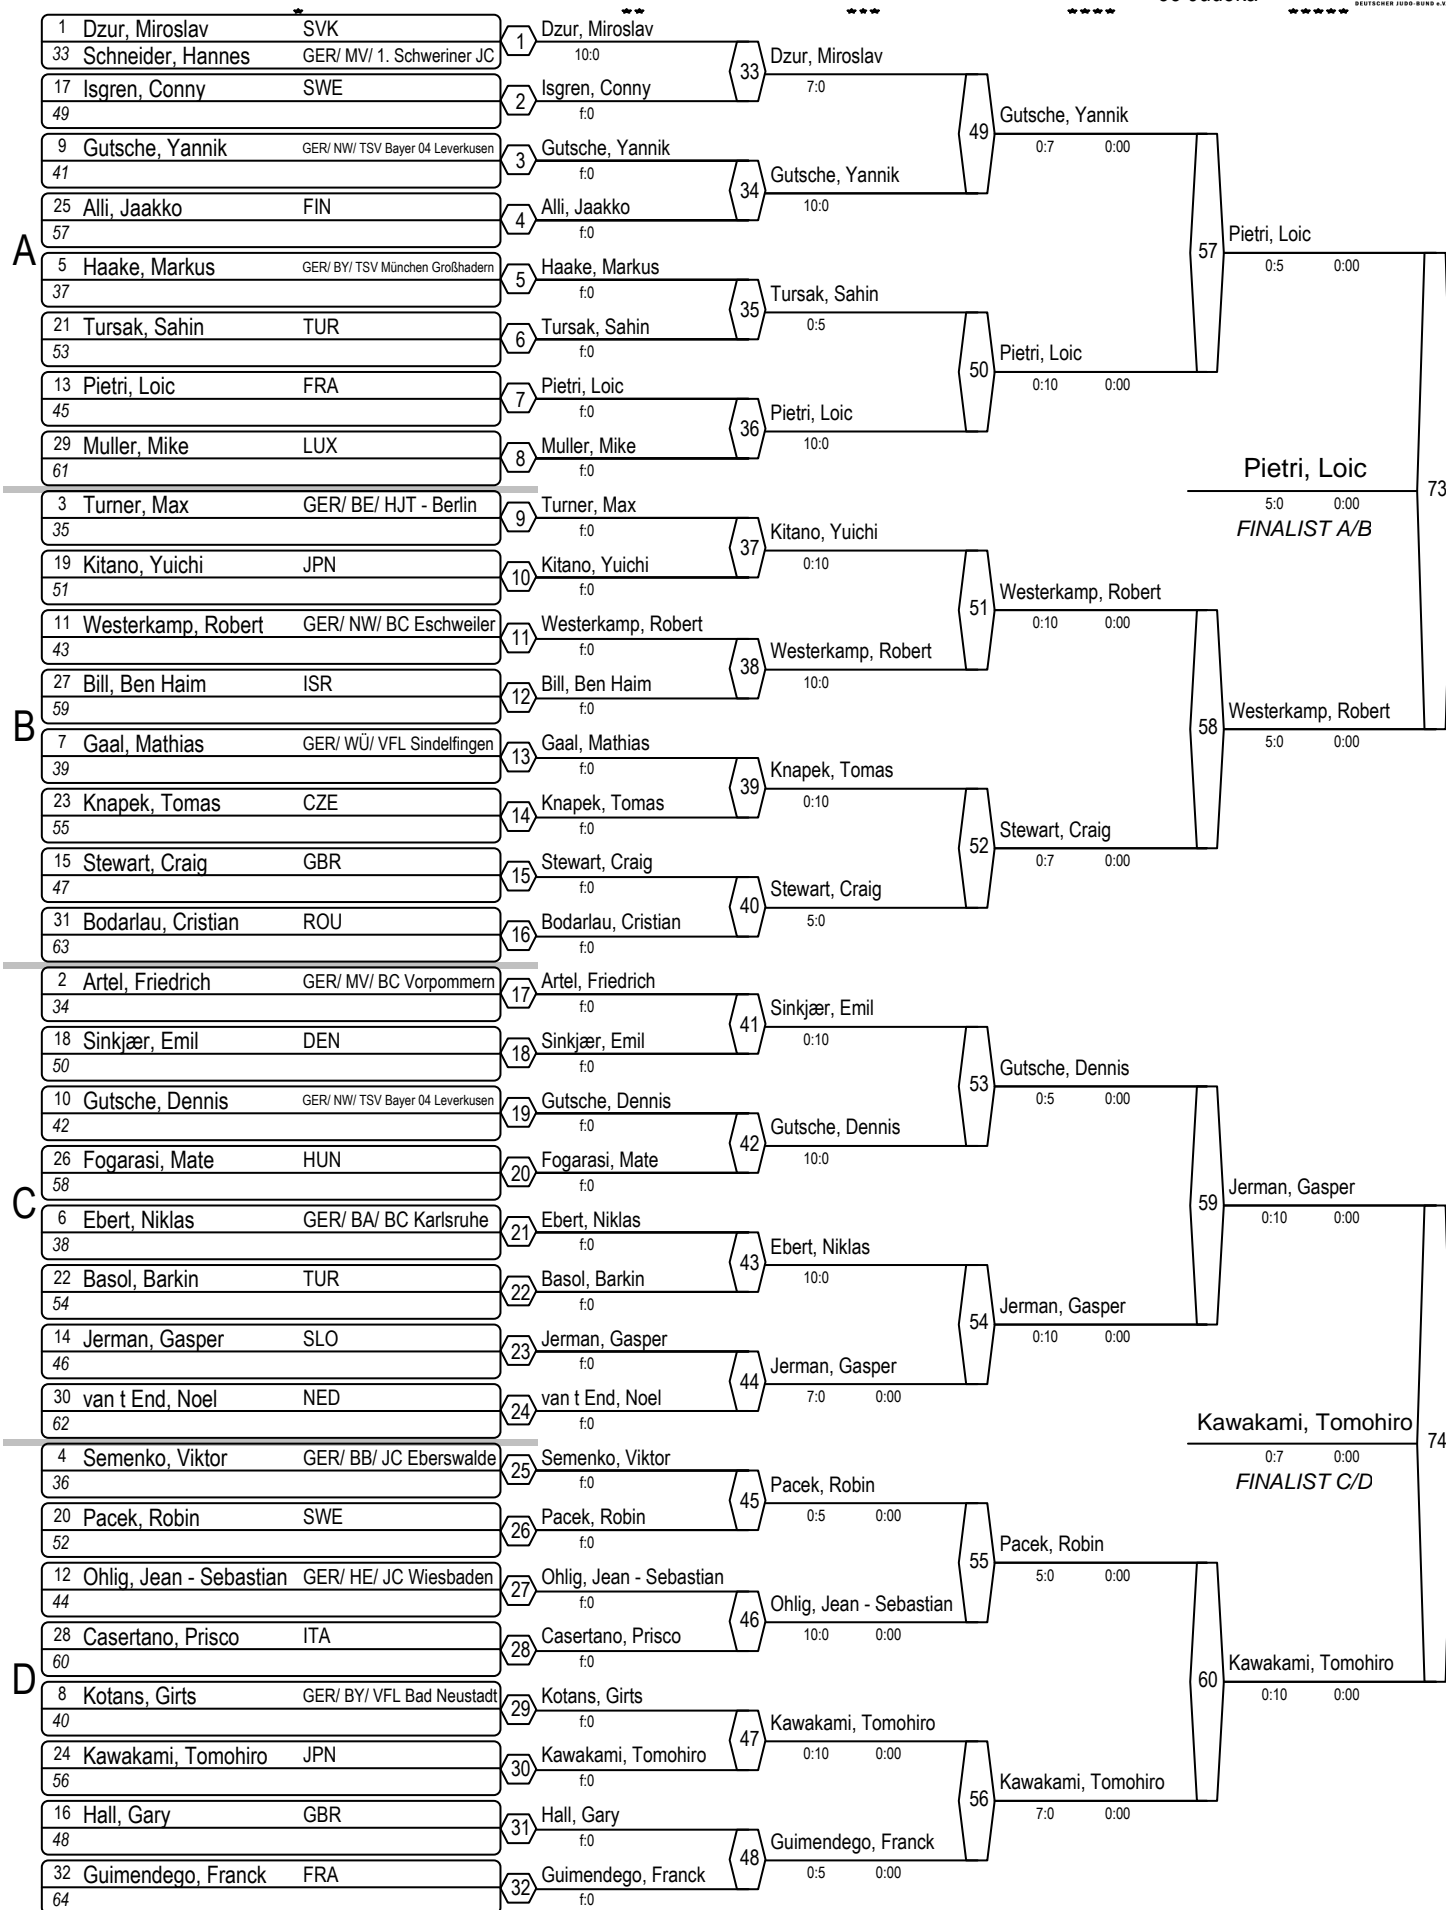 * ** *** **** *****
DEUTSCHER JUDO-BUND e.V.
1 Dzur, Miroslav SVK
33 Schneider, Hannes GER/ MV/ 1. Schweriner JC
1 Dzur, Miroslav
10:0
33 Dzur, Miroslav
7:0
17 Isgren, Conny SWE
49
2 Isgren, Conny
f:0
49 Gutsche, Yannik
0:7 0:00
9 Gutsche, Yannik GER/ NW/ TSV Bayer 04 Leverkusen
41
3 Gutsche, Yannik
f:0
34 Gutsche, Yannik
10:0
25 Alli, Jaakko FIN
57
4 Alli, Jaakko
f:0
A
57 Pietri, Loic
0:5 0:00
5 Haake, Markus GER/ BY/ TSV München Großhadern
37
5 Haake, Markus
f:0
35 Tursak, Sahin
0:5
21 Tursak, Sahin TUR
53
6 Tursak, Sahin
f:0
50 Pietri, Loic
0:10 0:00
13 Pietri, Loic FRA
45
7 Pietri, Loic
f:0
36 Pietri, Loic
10:0
29 Muller, Mike LUX
61
8 Muller, Mike
f:0
Pietri, Loic
73
5:0 0:00
FINALIST A/B
3 Turner, Max GER/ BE/ HJT - Berlin
35
9 Turner, Max
f:0
37 Kitano, Yuichi
0:10
19 Kitano, Yuichi JPN
51
10 Kitano, Yuichi
f:0
51 Westerkamp, Robert
0:10 0:00
11 Westerkamp, Robert GER/ NW/ BC Eschweiler
43
11 Westerkamp, Robert
f:0
38 Westerkamp, Robert
10:0
27 Bill, Ben Haim ISR
59
12 Bill, Ben Haim
f:0
B
58 Westerkamp, Robert
5:0 0:00
7 Gaal, Mathias GER/ WÜ/ VFL Sindelfingen
39
13 Gaal, Mathias
f:0
39 Knapek, Tomas
0:10
23 Knapek, Tomas CZE
55
14 Knapek, Tomas
f:0
52 Stewart, Craig
0:7 0:00
15 Stewart, Craig GBR
47
15 Stewart, Craig
f:0
40 Stewart, Craig
5:0
31 Bodarlau, Cristian ROU
63
16 Bodarlau, Cristian
f:0
2 Artel, Friedrich GER/ MV/ BC Vorpommern
34
17 Artel, Friedrich
f:0
41 Sinkjær, Emil
0:10
18 Sinkjær, Emil DEN
50
18 Sinkjær, Emil
f:0
53 Gutsche, Dennis
0:5 0:00
10 Gutsche, Dennis GER/ NW/ TSV Bayer 04 Leverkusen
42
19 Gutsche, Dennis
f:0
42 Gutsche, Dennis
10:0
26 Fogarasi, Mate HUN
58
20 Fogarasi, Mate
f:0
C
59 Jerman, Gasper
0:10 0:00
6 Ebert, Niklas GER/ BA/ BC Karlsruhe
38
21 Ebert, Niklas
f:0
43 Ebert, Niklas
10:0
22 Basol, Barkin TUR
54
22 Basol, Barkin
f:0
54 Jerman, Gasper
0:10 0:00
14 Jerman, Gasper SLO
46
23 Jerman, Gasper
f:0
44 Jerman, Gasper
7:0 0:00
30 van t End, Noel NED
62
24 van t End, Noel
f:0
Kawakami, Tomohiro
74
0:7 0:00
FINALIST C/D
4 Semenko, Viktor GER/ BB/ JC Eberswalde
36
25 Semenko, Viktor
f:0
45 Pacek, Robin
0:5 0:00
20 Pacek, Robin SWE
52
26 Pacek, Robin
f:0
55 Pacek, Robin
5:0 0:00
12 Ohlig, Jean - Sebastian GER/ HE/ JC Wiesbaden
44
27 Ohlig, Jean - Sebastian
f:0
46 Ohlig, Jean - Sebastian
10:0 0:00
28 Casertano, Prisco ITA
60
28 Casertano, Prisco
f:0
D
60 Kawakami, Tomohiro
0:10 0:00
8 Kotans, Girts GER/ BY/ VFL Bad Neustadt
40
29 Kotans, Girts
f:0
47 Kawakami, Tomohiro
0:10 0:00
24 Kawakami, Tomohiro JPN
56
30 Kawakami, Tomohiro
f:0
56 Kawakami, Tomohiro
7:0 0:00
16 Hall, Gary GBR
48
31 Hall, Gary
f:0
48 Guimendego, Franck
0:5 0:00
32 Guimendego, Franck FRA
64
32 Guimendego, Franck
f:0